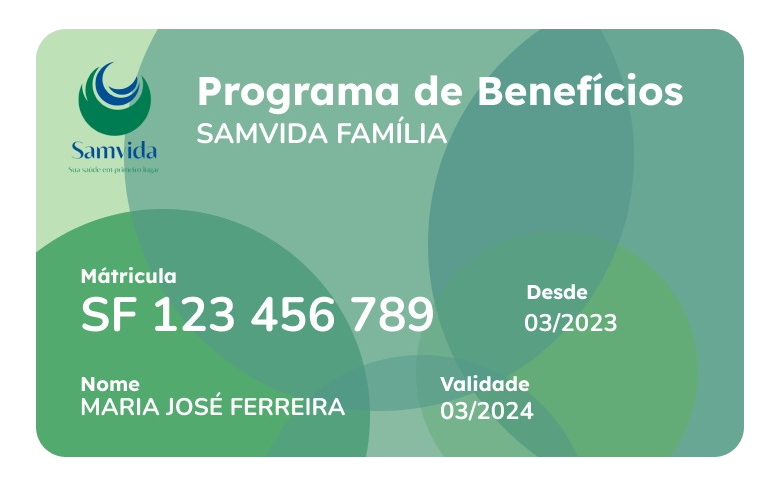 Programa de Benefícios
SAMVIDA FAMÍLIA
Samvida
Sua saúde em primeiro lugar
Mátricula
SF 123 456 789
Desde
03/2023
Nome
MARIA JOSÉ FERREIRA
Validade
03/2024